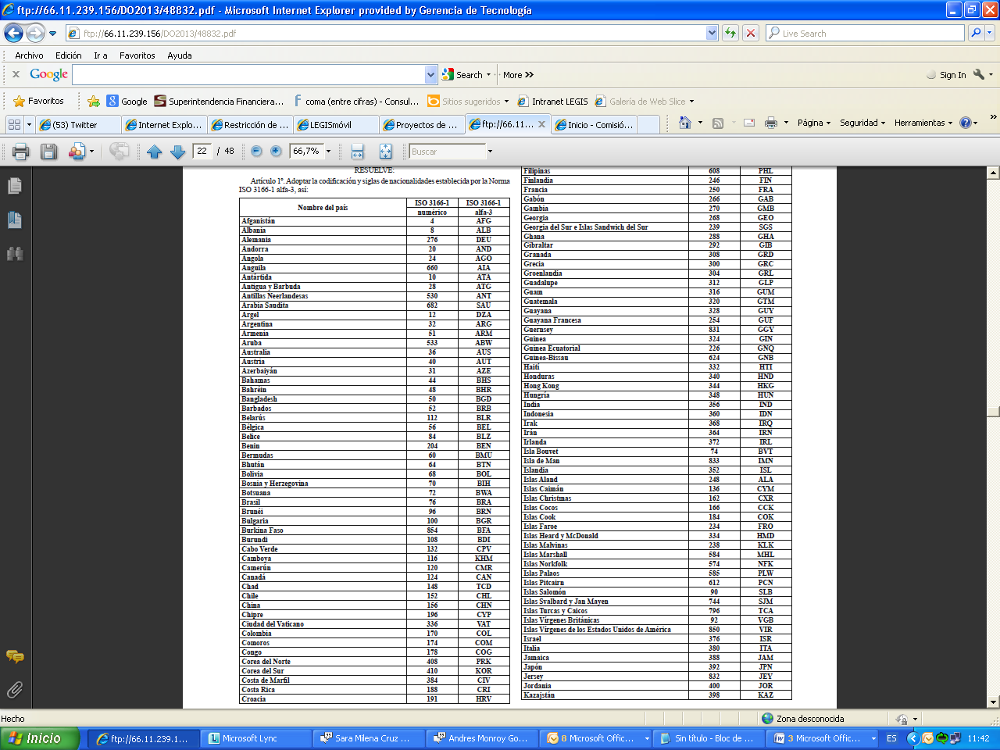 ftp://66.11.239.156/DO2013/48832.pdf - Microsoft Internet Explorer provided by Gerencia de Tecnología
ftp://66.11.239.156/DO2013/48832.pdf
Live Search
Archivo Edición Ir a Favoritos Ayuda
x Google Search More »
Sign In
Favoritos Google Superintendencia Financiera... coma (entre cifras) - Consul... Sitios sugeridos Intranet LEGIS Galería de Web Slice
(53) Twitter Internet Explo... Restricción de ... LEGISmóvil Proyectos de ... ftp://66.11... Inicio - Comisió...
Página Seguridad Herramientas
22 / 48 66,7% Buscar
RESUELVE:
Artículo 1º. Adoptar la codificación y siglas de nacionalidades establecida por la Norma
ISO 3166-1 alfa-3, así:
Nombre del país ISO 3166-1 numérico ISO 3166-1 alfa-3
Afganistán 4 AFG
Albania 8 ALB
Alemania 276 DEU
Andorra 20 AND
Angola 24 AGO
Anguila 660 AIA
Antártida 10 ATA
Antigua y Barbuda 28 ATG
Antillas Neerlandesas 530 ANT
Arabia Saudita 682 SAU
Argel 12 DZA
Argentina 32 ARG
Armenia 51 ARM
Aruba 533 ABW
Australia 36 AUS
Austria 40 AUT
Azerbaiyán 31 AZE
Bahamas 44 BHS
Bahréin 48 BHR
Bangladesh 50 BGD
Barbados 52 BRB
Belarús 112 BLR
Bélgica 56 BEL
Belice 84 BLZ
Benin 204 BEN
Bermudas 60 BMU
Bhután 64 BTN
Bolivia 68 BOL
Bosnia y Herzegovina 70 BIH
Botsuana 72 BWA
Brasil 76 BRA
Brunéi 96 BRN
Bulgaria 100 BGR
Burkina Faso 854 BFA
Burundi 108 BDI
Cabo Verde 132 CPV
Camboya 116 KHM
Camerún 120 CMR
Canadá 124 CAN
Chad 148 TCD
Chile 152 CHL
China 156 CHN
Chipre 196 CYP
Ciudad del Vaticano 336 VAT
Colombia 170 COL
Comoros 174 COM
Congo 178 COG
Corea del Norte 408 PRK
Corea del Sur 410 KOR
Costa de Marfil 384 CIV
Costa Rica 188 CRI
Croacia 191 HRV
Filipinas 608 PHL
Finlandia 246 FIN
Francia 250 FRA
Gabón 266 GAB
Gambia 270 GMB
Georgia 268 GEO
Georgia del Sur e Islas Sandwich del Sur 239 SGS
Ghana 288 GHA
Gibraltar 292 GIB
Granada 308 GRD
Grecia 300 GRC
Groenlandia 304 GRL
Guadalupe 312 GLP
Guam 316 GUM
Guatemala 320 GTM
Guayana 328 GUY
Guayana Francesa 254 GUF
Guernsey 831 GGY
Guinea 324 GIN
Guinea Ecuatorial 226 GNQ
Guinea-Bissau 624 GNB
Haití 332 HTI
Honduras 340 HND
Hong Kong 344 HKG
Hungría 348 HUN
India 356 IND
Indonesia 360 IDN
Irak 368 IRQ
Irán 364 IRN
Irlanda 372 IRL
Isla Bouvet 74 BVT
Isla de Man 833 IMN
Islandia 352 ISL
Islas Aland 248 ALA
Islas Caimán 136 CYM
Islas Christmas 162 CXR
Islas Cocos 166 CCK
Islas Cook 184 COK
Islas Faroe 234 FRO
Islas Heard y McDonald 334 HMD
Islas Malvinas 238 KLK
Islas Marshall 584 MHL
Islas Norkfolk 574 NFK
Islas Palaos 585 PLW
Islas Pitcairn 612 PCN
Islas Salomón 90 SLB
Islas Svalbard y Jan Mayen 744 SJM
Islas Turcas y Caicos 796 TCA
Islas Vírgenes Británicas 92 VGB
Islas Vírgenes de los Estados Unidos de América 850 VIR
Israel 376 ISR
Italia 380 ITA
Jamaica 388 JAM
Japón 392 JPN
Jersey 832 JEY
Jordania 400 JOR
Kazajstán 398 KAZ
Hecho Zona desconocida
Inicio ftp://66.11.239.1... Microsoft Lync Sara Milena Cruz ... Andres Monroy Go... 8 Microsoft Offic... Sin título - Bloc de ... 3 Microsoft Offic... ES 11:42